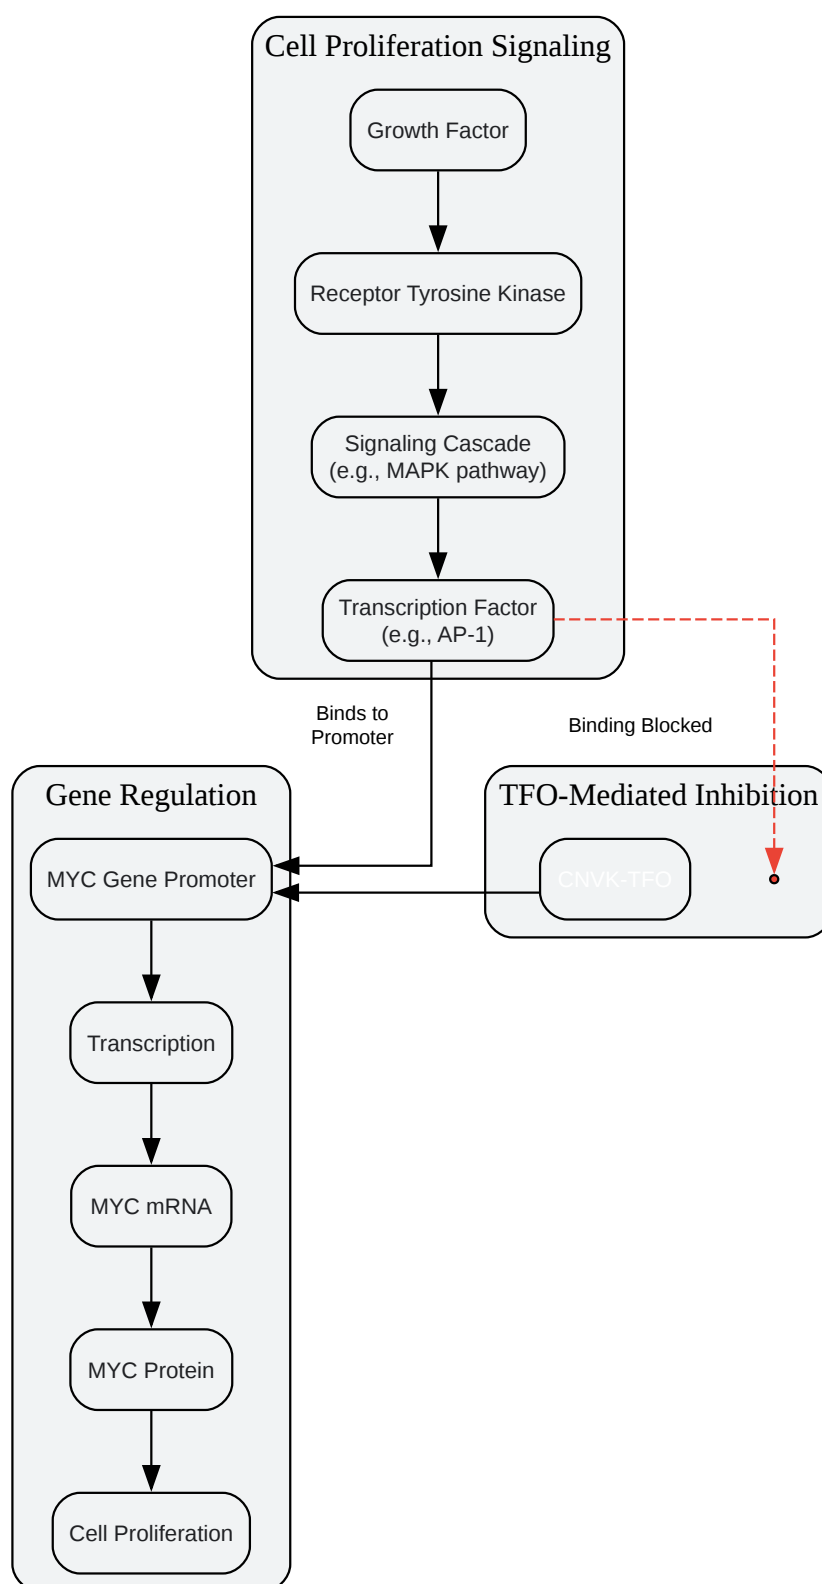 Cell Proliferation Signaling
Growth Factor
Receptor Tyrosine Kinase
Signaling Cascade
(e.g., MAPK pathway)
Transcription Factor
(e.g., AP-1)
Binds to
Promoter
Binding Blocked
Gene Regulation
TFO-Mediated Inhibition
MYC Gene Promoter
CNVK-TFO
Transcription
MYC mRNA
MYC Protein
Cell Proliferation